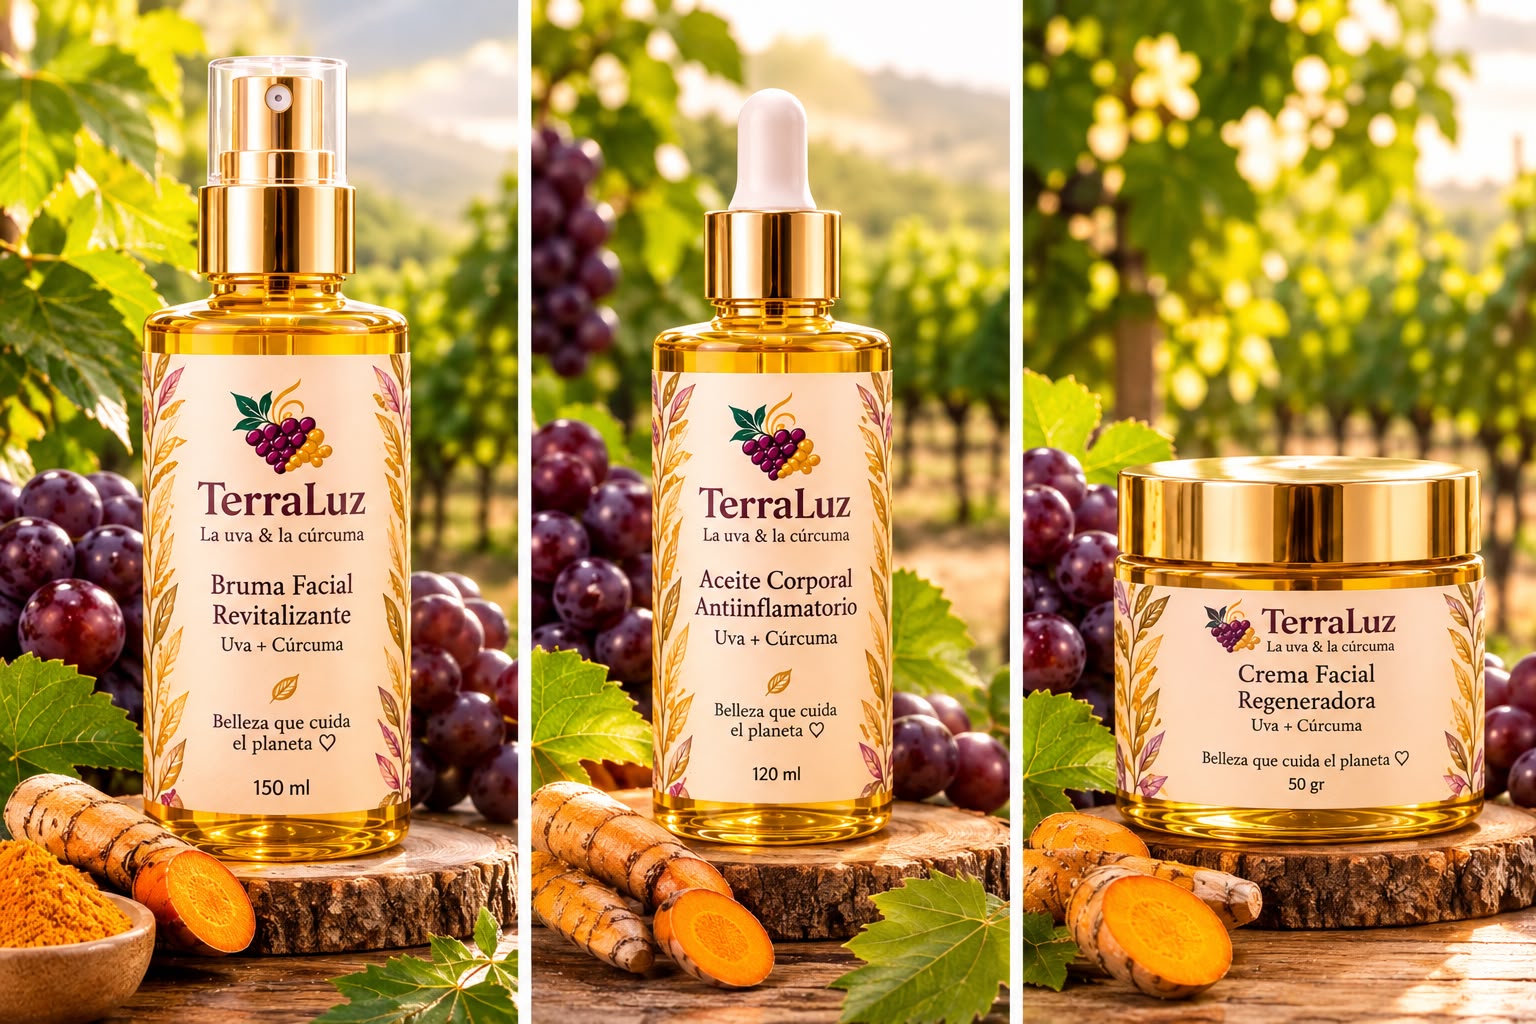 TerraLuz
La uva & la cúrcuma
Bruma Facial
Revitalizante
Uva + Cúrcuma
Belleza que cuida
el planeta ♡
150 ml
TerraLuz
La uva & la cúrcuma
Aceite Corporal
Antiinflamatorio
Uva + Cúrcuma
Belleza que cuida
el planeta ♡
120 ml
TerraLuz
La uva & la cúrcuma
Crema Facial
Regeneradora
Uva + Cúrcuma
Belleza que cuida el planeta ♡
50 gr